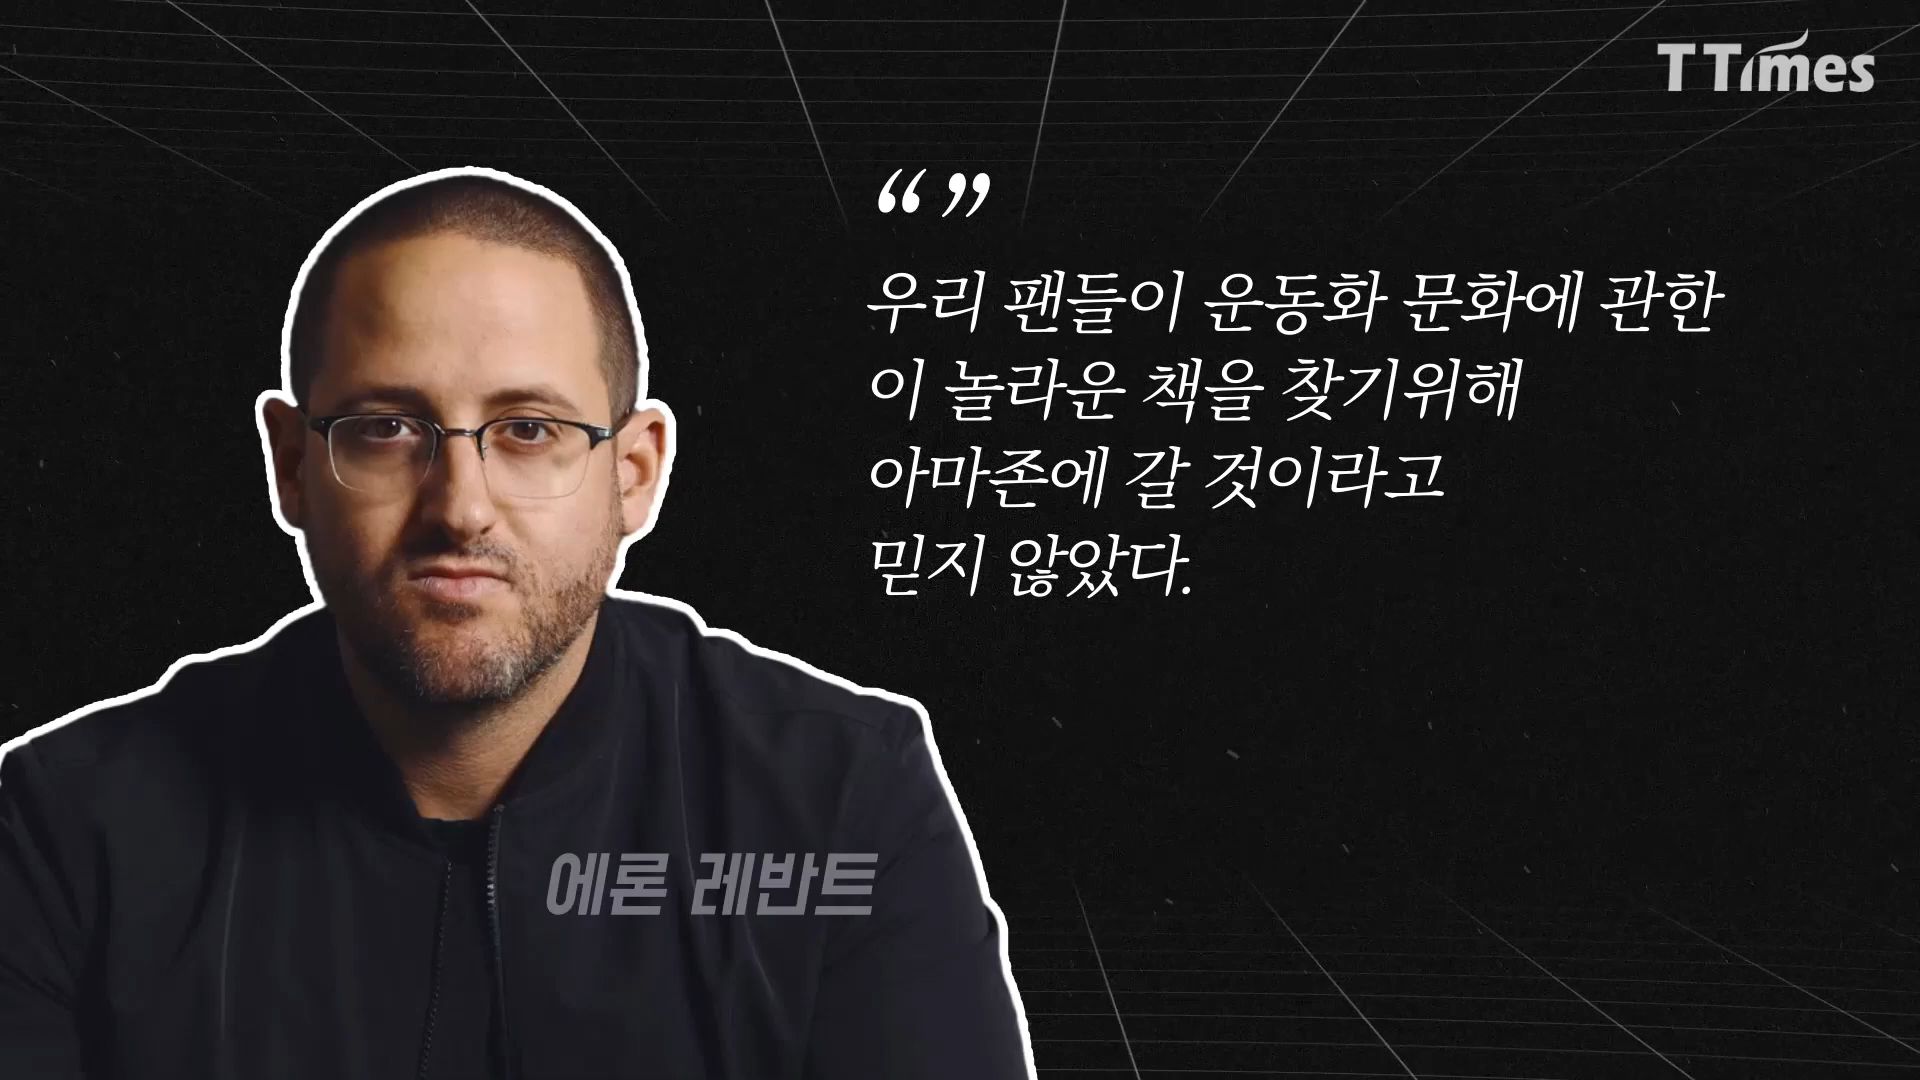 TTimes
“ ”
우리 팬들이 운동화 문화에 관한
이 놀라운 책을 찾기위해
아마존에 갈 것이라고
믿지 않았다.
에론 레반트